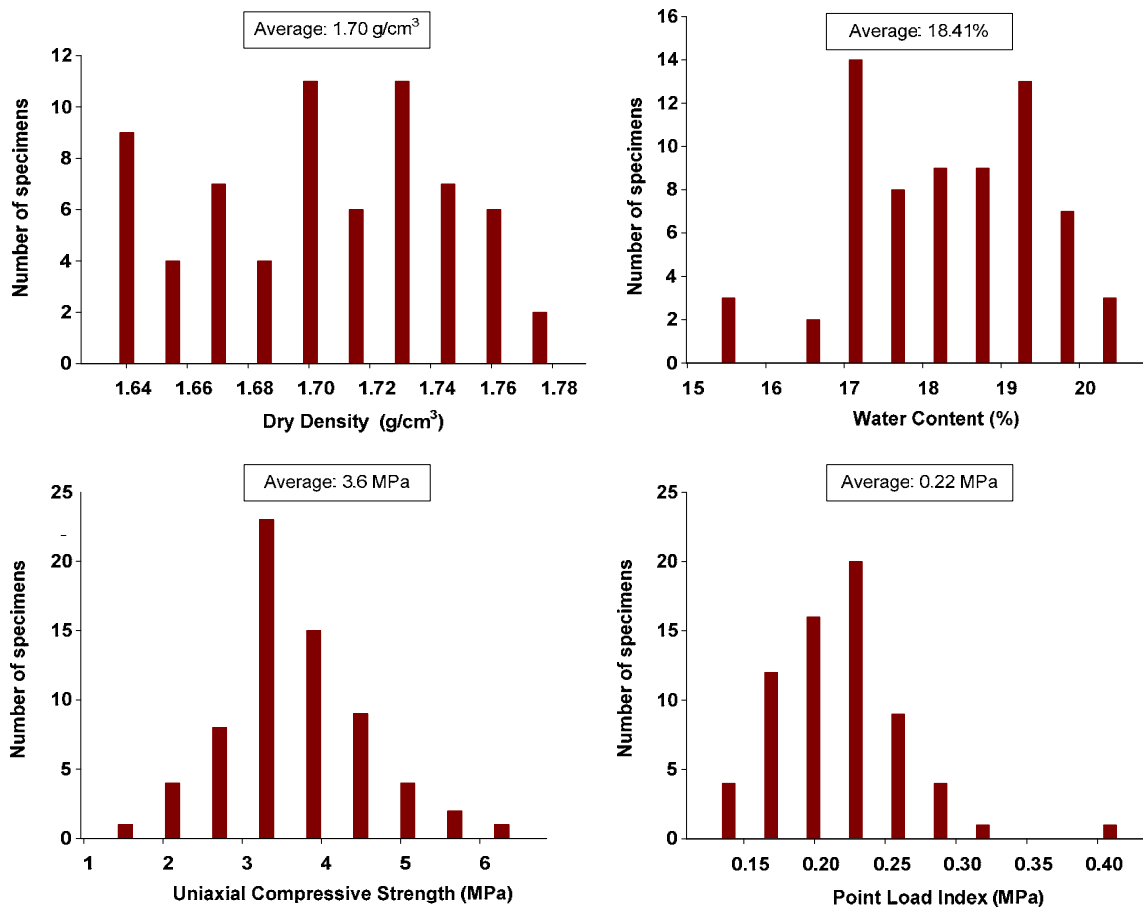 Average: 1.70 g/cm³
12
10
8
6
4
2
0
Number of specimens
1.64 1.66 1.68 1.70 1.72 1.74 1.76 1.78
Dry Density (g/cm³)
Average: 18.41%
16
14
12
10
8
6
4
2
0
Number of specimens
15 16 17 18 19 20
Water Content (%)
Average: 3.6 MPa
25
20
15
10
5
0
Number of specimens
1 2 3 4 5 6
Uniaxial Compressive Strength (MPa)
Average: 0.22 MPa
25
20
15
10
5
0
Number of specimens
0.15 0.20 0.25 0.30 0.35 0.40
Point Load Index (MPa)